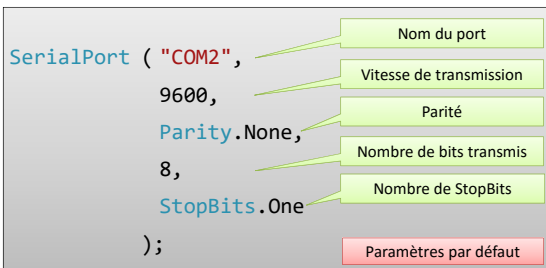 Nom du port
SerialPort ( "COM2",
Vitesse de transmission
9600,
Parité
Parity.None,
Nombre de bits transmis
8,
Nombre de StopBits
StopBits.One
);
Paramètres par défaut